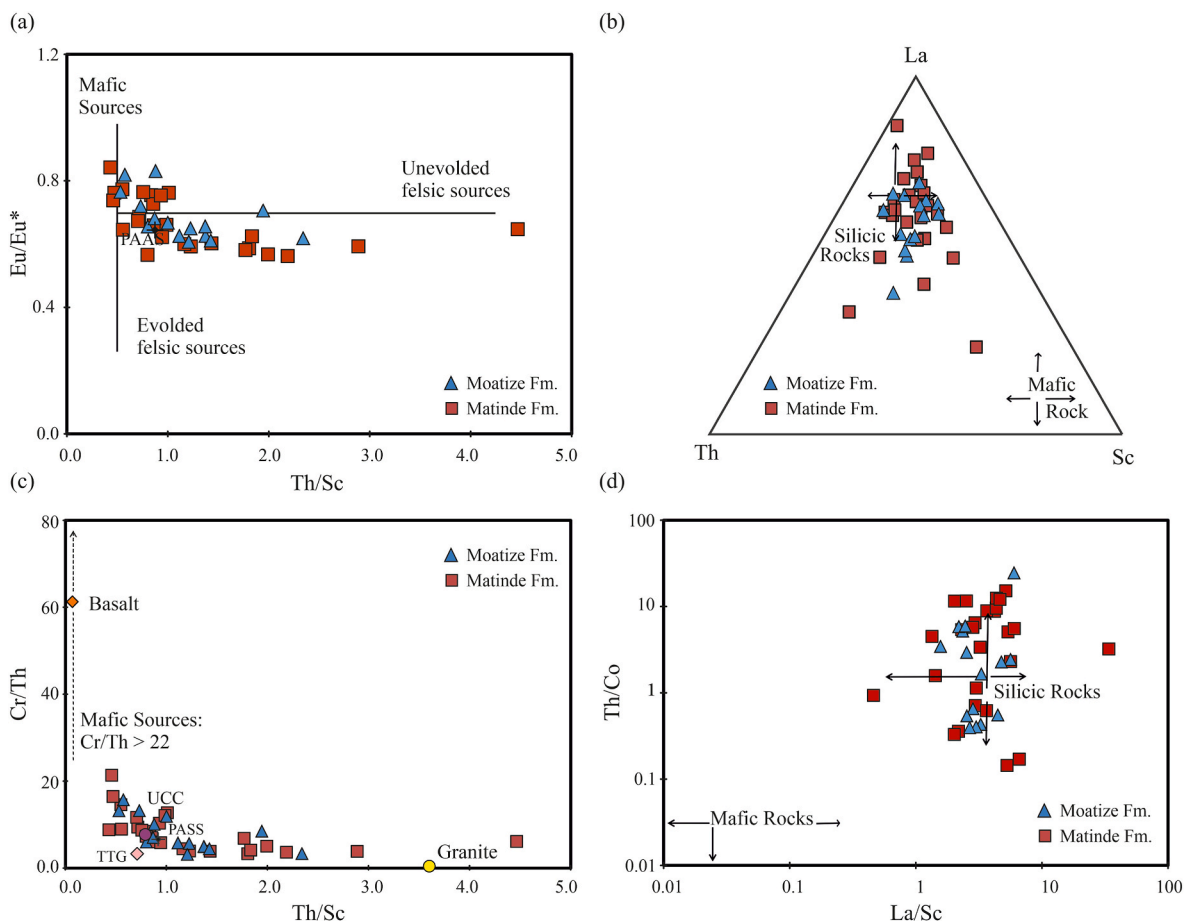 (a)
1.2
Mafic
Sources
Unevolded
felsic sources
0.8
PAA
Eu/Eu*
0.4
Evolded
felsic sources
Moatize Fm.
Matinde Fm.
0.0
0.0
1.0
2.0
3.0
4.0
5.0
Th/Sc
(b)
La
Silicic
Rocks
Moatize Fm.
Matinde Fm.
Mafic
Rock
Th
Sc
(c)
80
Moatize Fm.
Matinde Fm.
60
Basalt
Cr/Th
40
Mafic Sources:
Cr/Th > 22
20
UCC
PASS
TTG
Granite
0.0
0.0
1.0
2.0
3.0
4.0
5.0
Th/Sc
(d)
100
10
Th/Co
Silicic Rocks
1
0.1
Mafic Rocks
Moatize Fm.
Matinde Fm.
0.01
0.01
0.1
1
10
100
La/Sc